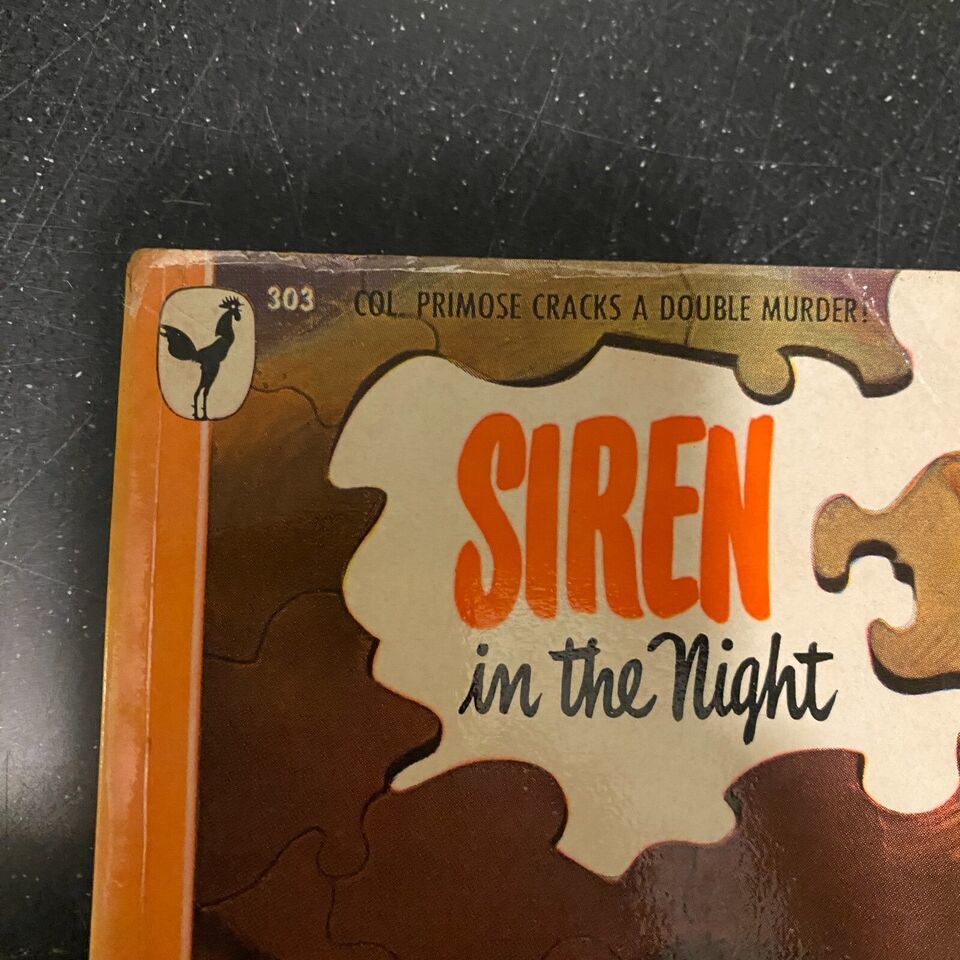 303 COL. PRIMOSE CRACKS A DOUBLE MURDER!
SIREN
in the Night